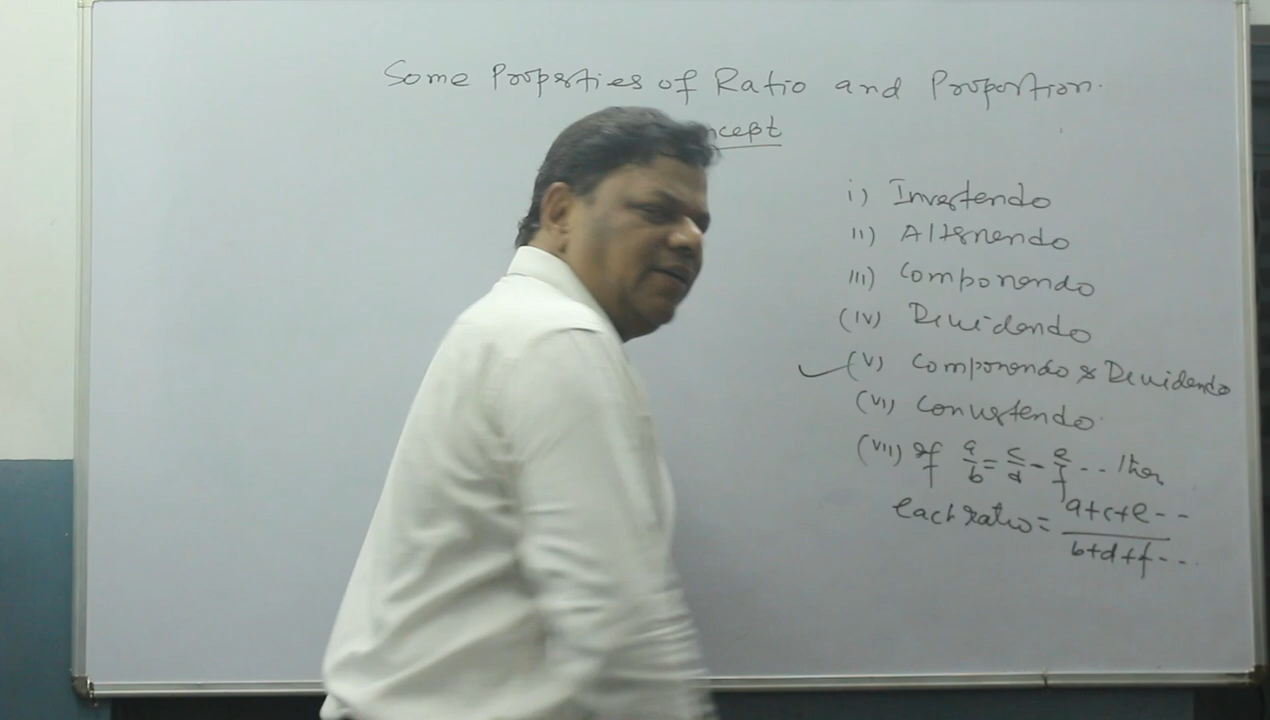 Some Properties of Ratio and Proportion.
ncept
i) Invertendo
ii) Alternendo
iii) Componendo
(iv) Dividendo
(v) Componendo & Dividendo
(vi) Convertendo.
(vii) If a/b = c/d = e/f ... then
each ratio = a+c+e-- / b+d+f--.